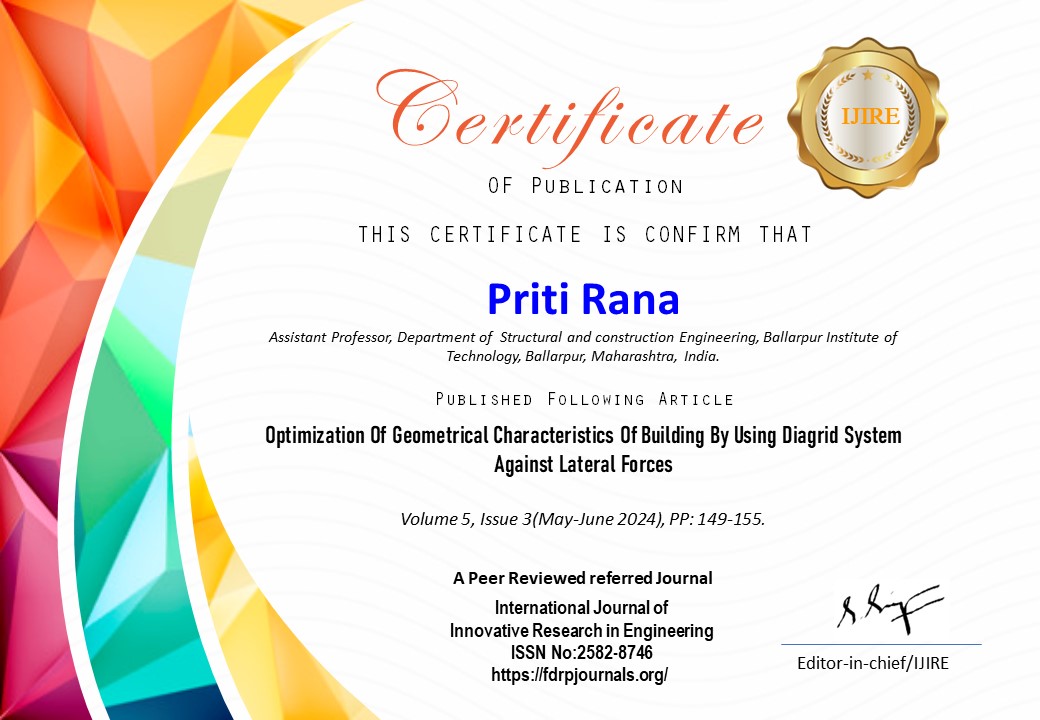 Certificate
IJIRE
OF PUBLICATION
THIS CERTIFICATE IS CONFIRM THAT
Priti Rana
Assistant Professor, Department of Structural and construction Engineering, Ballarpur Institute of
Technology, Ballarpur, Maharashtra, India.
PUBLISHED FOLLOWING ARTICLE
Optimization Of Geometrical Characteristics Of Building By Using Diagrid System
Against Lateral Forces
Volume 5, Issue 3(May-June 2024), PP: 149-155.
A Peer Reviewed referred Journal
International Journal of
Innovative Research in Engineering
ISSN No:2582-8746
https://fdrpjournals.org/
Editor-in-chief/IJIRE